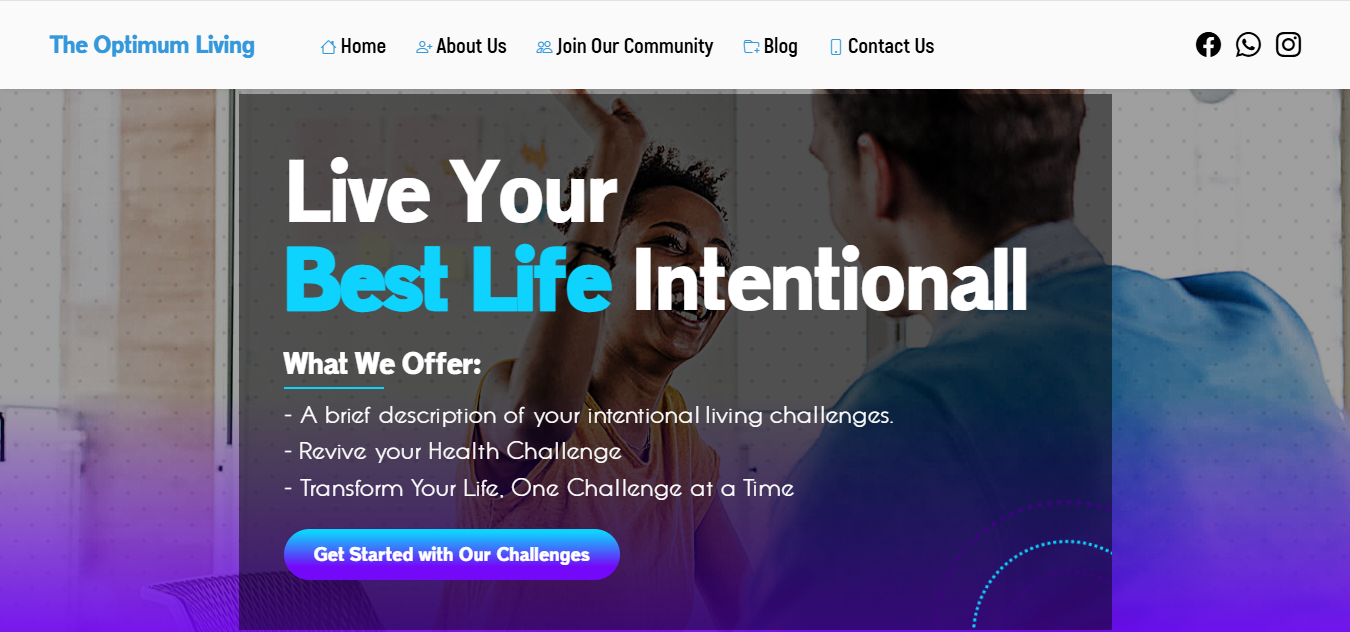 The Optimum Living
Home
About Us
Join Our Community
Blog
Contact Us
Live Your
Best Life Intentionall
What We Offer:
- A brief description of your intentional living challenges.
- Revive your Health Challenge
- Transform Your Life, One Challenge at a Time
Get Started with Our Challenges